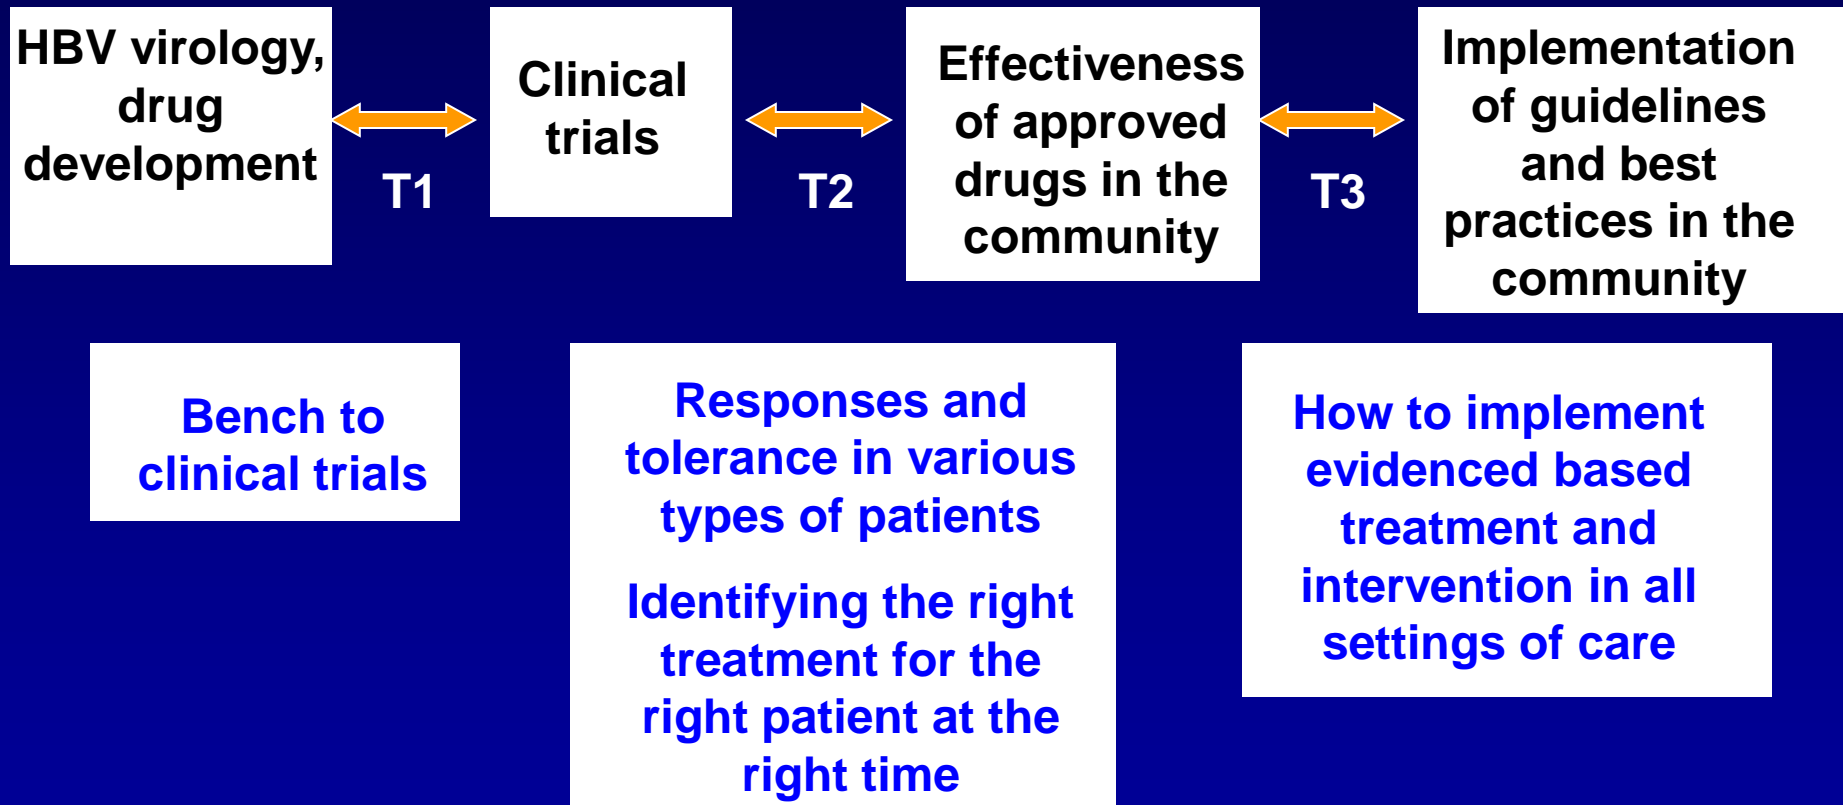 HBV virology,
drug
development
T1
Clinical
trials
T2
Effectiveness
of approved
drugs in the
community
T3
Implementation
of guidelines
and best
practices in the
community
Bench to
clinical trials
Responses and
tolerance in various
types of patients
Identifying the right
treatment for the
right patient at the
right time
How to implement
evidenced based
treatment and
intervention in all
settings of care